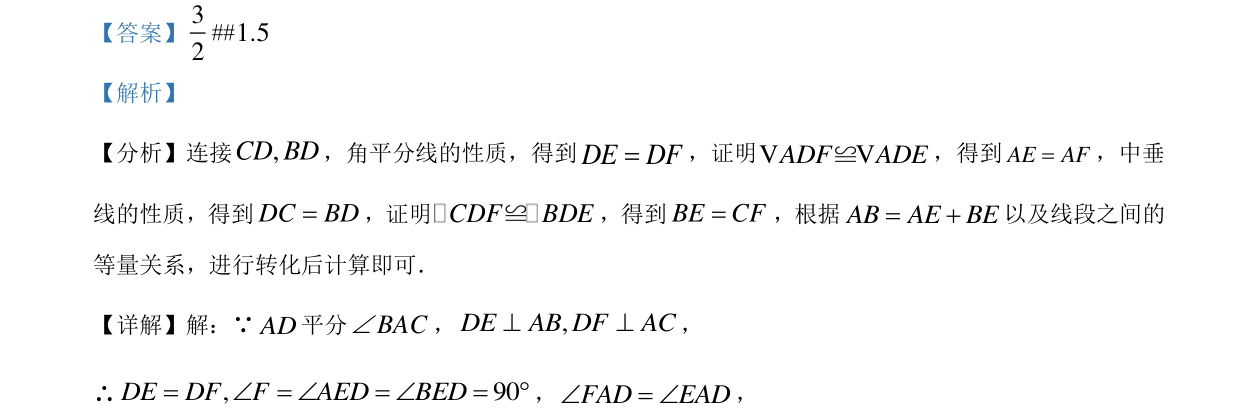 【答案】3/2##1.5
【解析】
【分析】连接CD,BD，角平分线的性质，得到DE=DF，证明VADF≌VADE，得到AE=AF，中垂
线的性质，得到DC=BD，证明□CDF≌□BDE，得到BE=CF，根据AB=AE+BE以及线段之间的
等量关系，进行转化后计算即可．
【详解】解：∵AD平分∠BAC，DE⊥AB,DF⊥AC，
∴DE=DF,∠F=∠AED=∠BED=90°，∠FAD=∠EAD，